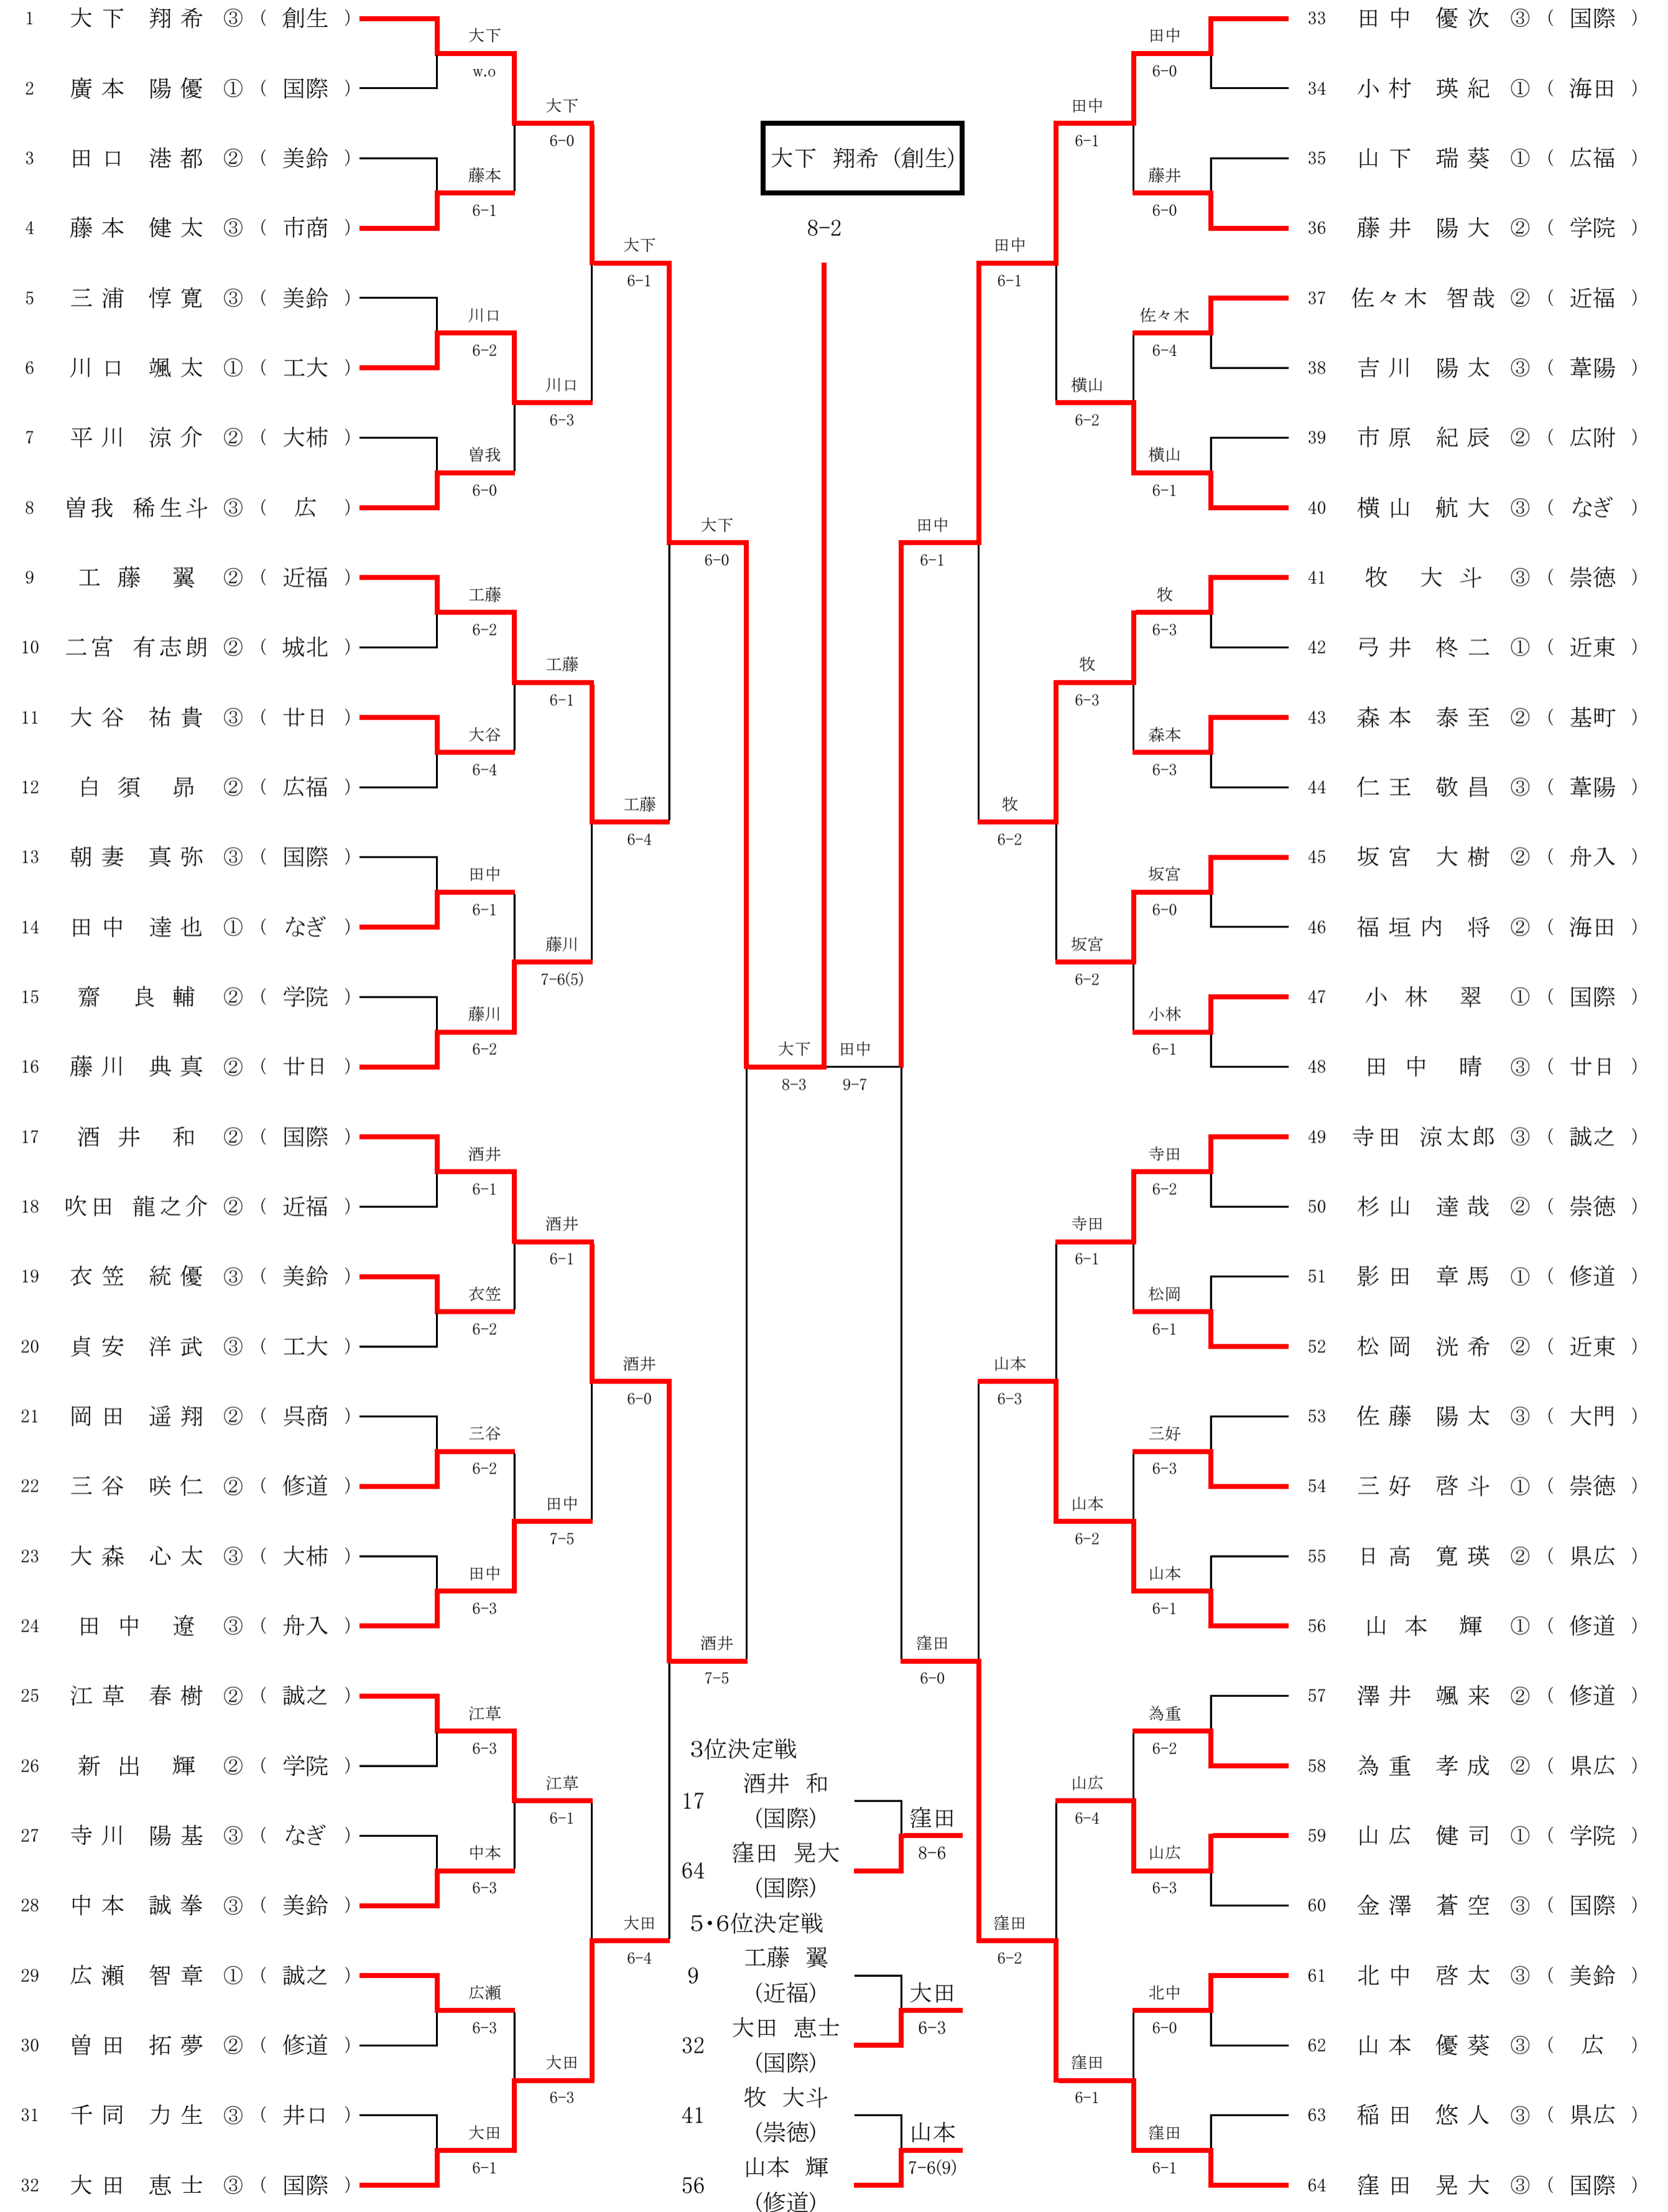 1 大下 翔希 ③ ( 創生 )
2 廣本 陽優 ① ( 国際 )
3 田口 港都 ② ( 美鈴 )
4 藤本 健太 ③ ( 市商 )
5 三浦 惇寛 ③ ( 美鈴 )
6 川口 颯太 ① ( 工大 )
7 平川 涼介 ② ( 大柿 )
8 曽我 稀生斗 ③ ( 広 )
9 工藤 翼 ② ( 近福 )
10 二宮 有志朗 ② ( 城北 )
11 大谷 祐貴 ③ ( 廿日 )
12 白須 昴 ② ( 広福 )
13 朝妻 真弥 ③ ( 国際 )
14 田中 達也 ① ( なぎ )
15 齋 良輔 ② ( 学院 )
16 藤川 典真 ② ( 廿日 )
17 酒井 和 ② ( 国際 )
18 吹田 龍之介 ② ( 近福 )
19 衣笠 統優 ③ ( 美鈴 )
20 貞安 洋武 ③ ( 工大 )
21 岡田 遥翔 ② ( 呉商 )
22 三谷 咲仁 ② ( 修道 )
23 大森 心太 ③ ( 大柿 )
24 田中 遼 ③ ( 舟入 )
25 江草 春樹 ② ( 誠之 )
26 新出 輝 ② ( 学院 )
27 寺川 陽基 ③ ( なぎ )
28 中本 誠拳 ③ ( 美鈴 )
29 広瀬 智章 ① ( 誠之 )
30 曽田 拓夢 ② ( 修道 )
31 千同 力生 ③ ( 井口 )
32 大田 恵士 ③ ( 国際 )
大下
w.o
藤本
6-1
川口
6-2
曽我
6-0
工藤
6-2
大谷
6-4
田中
6-1
藤川
6-2
酒井
6-1
衣笠
6-2
三谷
6-2
田中
6-3
江草
6-3
中本
6-3
広瀬
6-3
大田
6-1
大下
6-0
川口
6-3
工藤
6-1
藤川
7-6(5)
酒井
6-1
田中
7-5
江草
6-1
大田
6-3
大下
6-1
工藤
6-4
酒井
6-0
大田
6-4
大下
6-0
酒井
7-5
大下 翔希 (創生)
8-2
大下
8-3
田中
9-7
3位決定戦
17 酒井 和
(国際)
64 窪田 晃大
(国際)
窪田
8-6
5・6位決定戦
9 工藤 翼
(近福)
32 大田 恵士
(国際)
大田
6-3
41 牧 大斗
(崇徳)
56 山本 輝
(修道)
山本
7-6(9)
田中
6-1
窪田
6-0
田中
6-1
牧
6-2
山本
6-3
窪田
6-2
田中
6-1
横山
6-2
牧
6-3
坂宮
6-2
寺田
6-1
山本
6-2
山広
6-4
窪田
6-1
田中
6-0
藤井
6-0
佐々木
6-4
横山
6-1
牧
6-3
森本
6-3
坂宮
6-0
小林
6-1
寺田
6-2
松岡
6-1
三好
6-3
山本
6-1
為重
6-2
山広
6-3
北中
6-0
窪田
6-1
33 田中 優次 ③ ( 国際 )
34 小村 瑛紀 ① ( 海田 )
35 山下 瑞葵 ① ( 広福 )
36 藤井 陽大 ② ( 学院 )
37 佐々木 智哉 ② ( 近福 )
38 吉川 陽太 ③ ( 葦陽 )
39 市原 紀辰 ② ( 広附 )
40 横山 航大 ③ ( なぎ )
41 牧 大斗 ③ ( 崇徳 )
42 弓井 柊二 ① ( 近東 )
43 森本 泰至 ② ( 基町 )
44 仁王 敬昌 ③ ( 葦陽 )
45 坂宮 大樹 ② ( 舟入 )
46 福垣内 将 ② ( 海田 )
47 小林 翠 ① ( 国際 )
48 田中 晴 ③ ( 廿日 )
49 寺田 涼太郎 ③ ( 誠之 )
50 杉山 達哉 ② ( 崇徳 )
51 影田 章馬 ① ( 修道 )
52 松岡 洸希 ② ( 近東 )
53 佐藤 陽太 ③ ( 大門 )
54 三好 啓斗 ① ( 崇徳 )
55 日高 寛瑛 ② ( 県広 )
56 山本 輝 ① ( 修道 )
57 澤井 颯来 ② ( 修道 )
58 為重 孝成 ② ( 県広 )
59 山広 健司 ① ( 学院 )
60 金澤 蒼空 ③ ( 国際 )
61 北中 啓太 ③ ( 美鈴 )
62 山本 優葵 ③ ( 広 )
63 稲田 悠人 ③ ( 県広 )
64 窪田 晃大 ③ ( 国際 )